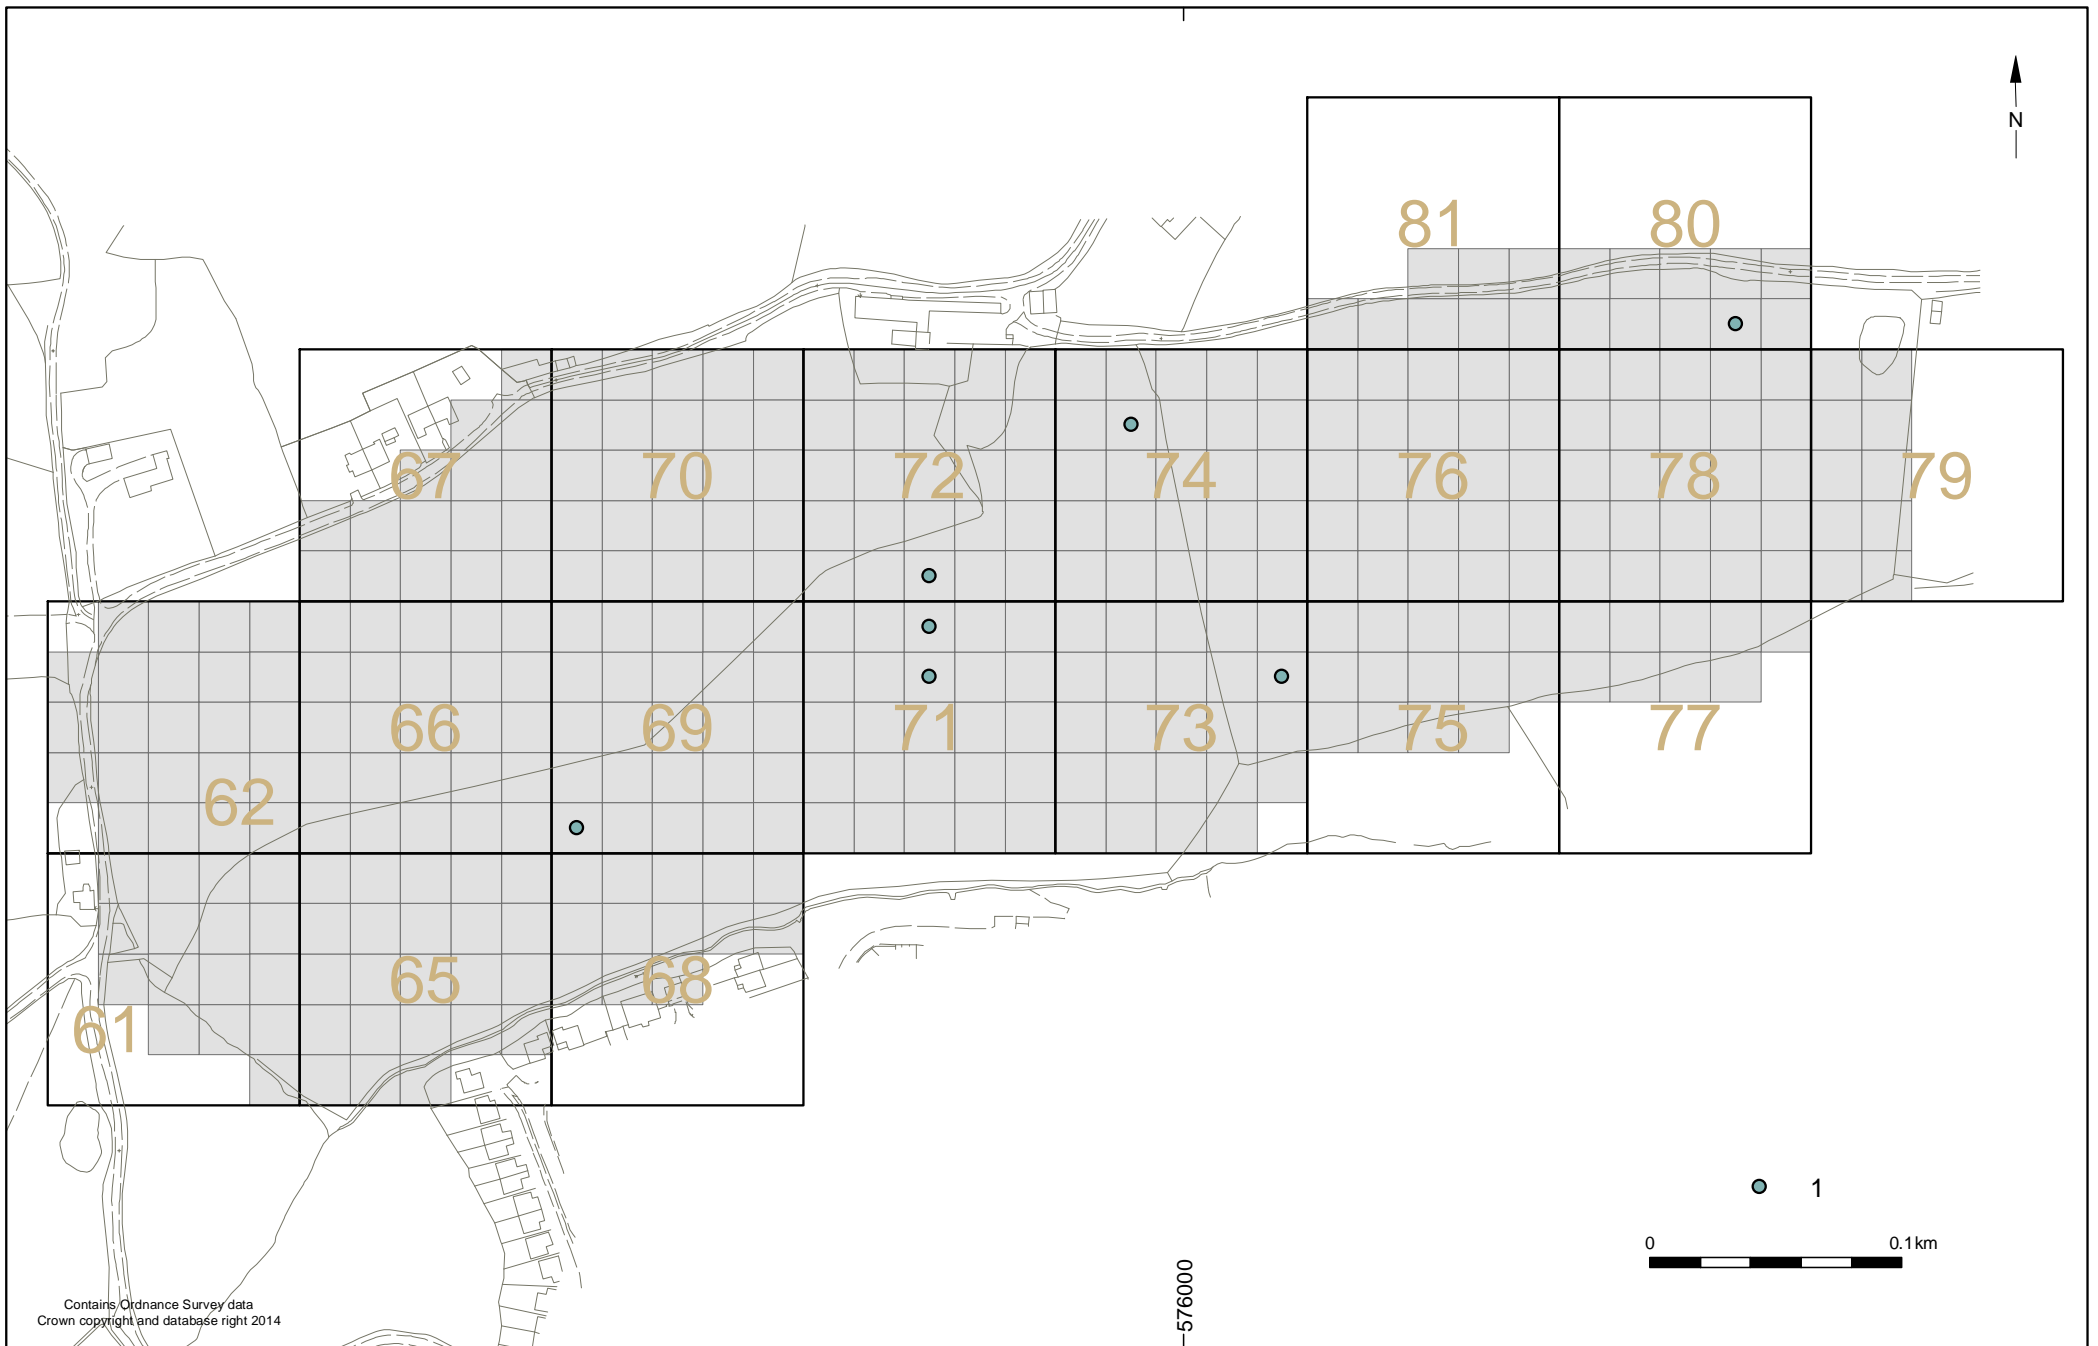 N
81 80
67 70 72 74 76 78 79
66 69 71 73 75 77
62
65 68
61
1
0 0.1km
576000
Contains Ordnance Survey data
Crown copyright and database right 2014